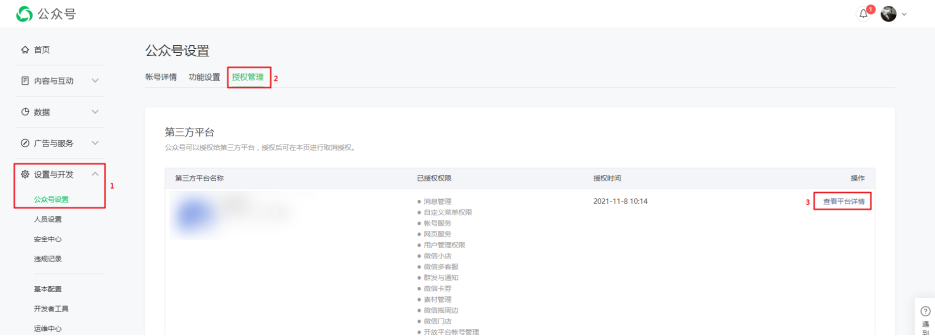 公众号
1
首页
内容与互动
数据
广告与服务
设置与开发
1
公众号设置
人员设置
安全中心
违规记录
基本配置
开发者工具
运维中心
公众号设置
帐号详情 功能设置 授权管理 2
第三方平台
公众号可以授权给第三方平台，授权后可在本页进行取消授权。
第三方平台名称 已授权权限 授权时间 操作
消息管理 2021-11-8 10:14 3 查看平台详情
自定义菜单权限
帐号服务
网页服务
用户管理权限
微信小店
微信多客服
群发与通知
微信卡券
素材管理
微信摇周边
微信门店
开放平台帐号管理
遇
到